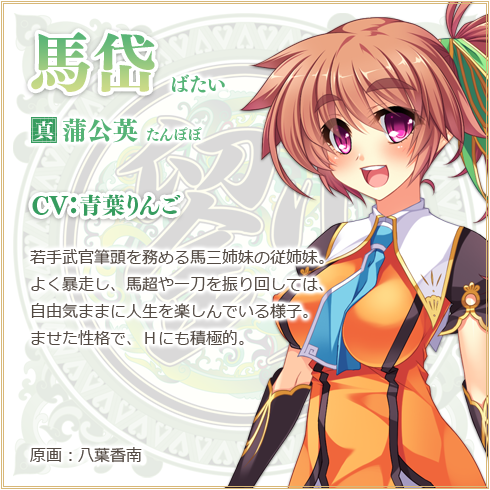 馬岱 ばたい
真 蒲公英 たんぽぽ
CV:青葉りんご
若手武官筆頭を務める馬三姉妹の従姉妹。
よく暴走し、馬超や一刀を振り回しては、
自由気ままに人生を楽しんでいる様子。
ませた性格で、Hにも積極的。
原画：八葉香南